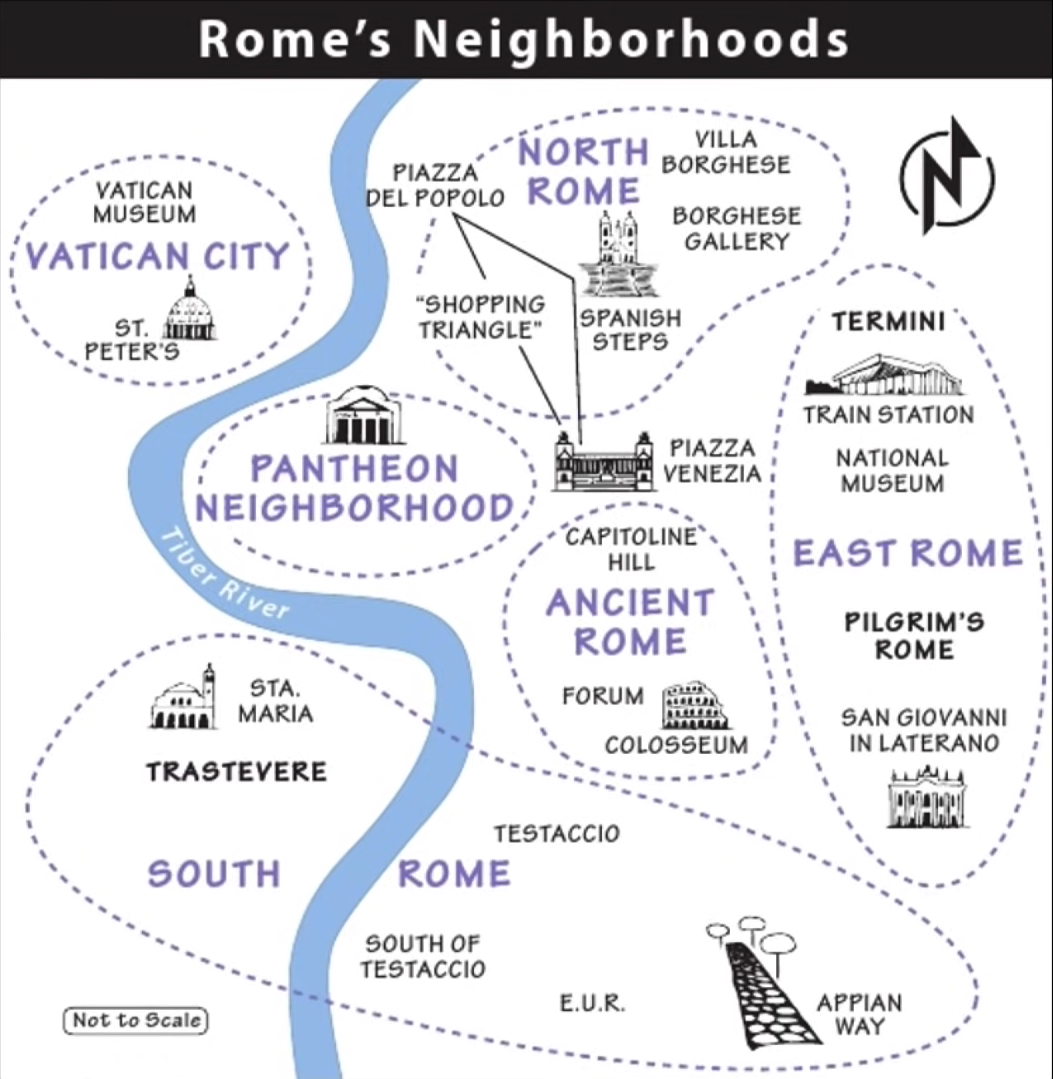 Rome's Neighborhoods
VATICAN
MUSEUM
VATICAN CITY
ST.
PETER'S
PIAZZA
DEL POPOLO
NORTH
ROME
VILLA
BORGHESE
BORGHESE
GALLERY
N
"SHOPPING
TRIANGLE"
SPANISH
STEPS
TERMINI
TRAIN STATION
NATIONAL
MUSEUM
PANTHEON
NEIGHBORHOOD
PIAZZA
VENEZIA
Tiber River
CAPITOLINE
HILL
ANCIENT
ROME
FORUM
COLOSSEUM
EAST ROME
PILGRIM'S
ROME
SAN GIOVANNI
IN LATERANO
STA.
MARIA
TRASTEVERE
SOUTH ROME
TESTACCIO
SOUTH OF
TESTACCIO
E.U.R.
APPIAN
WAY
Not to Scale